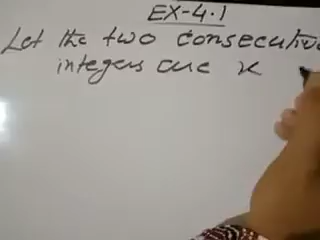 EX-4.1
Let the two consecutive
integers are x